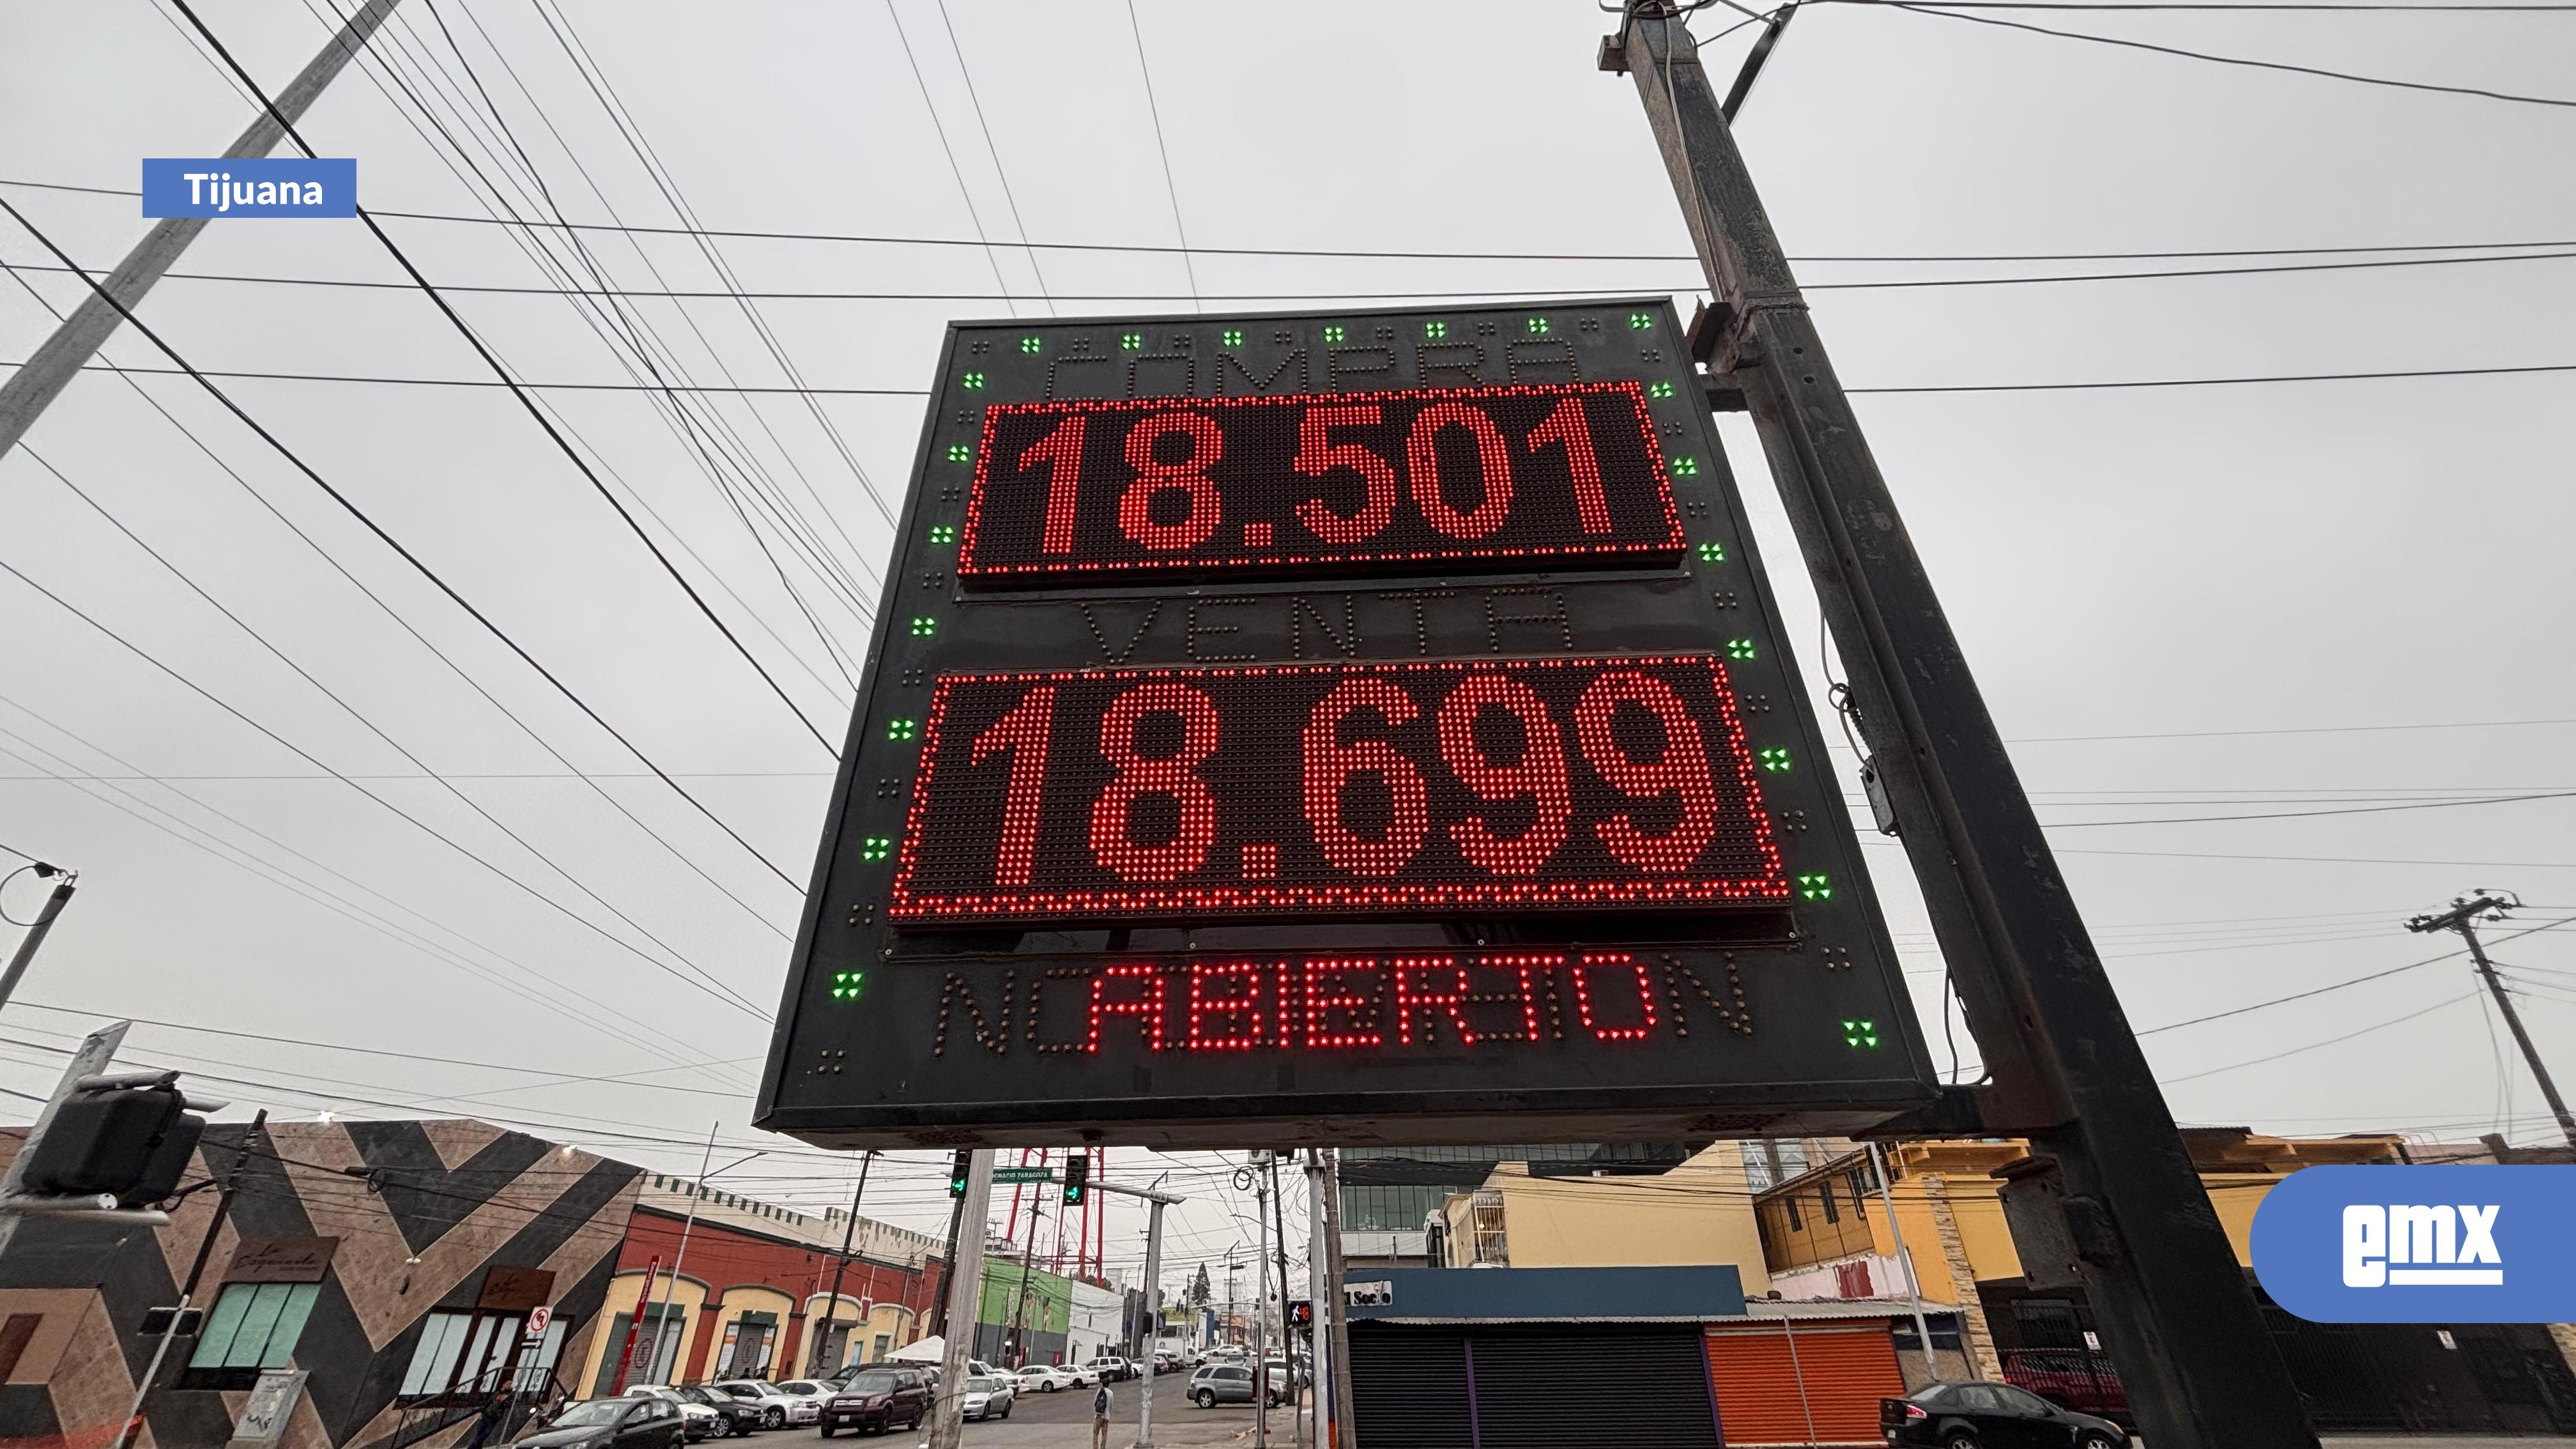 Tijuana
COMPRA
18.501
VENTA
18.699
ABIERTO
emx